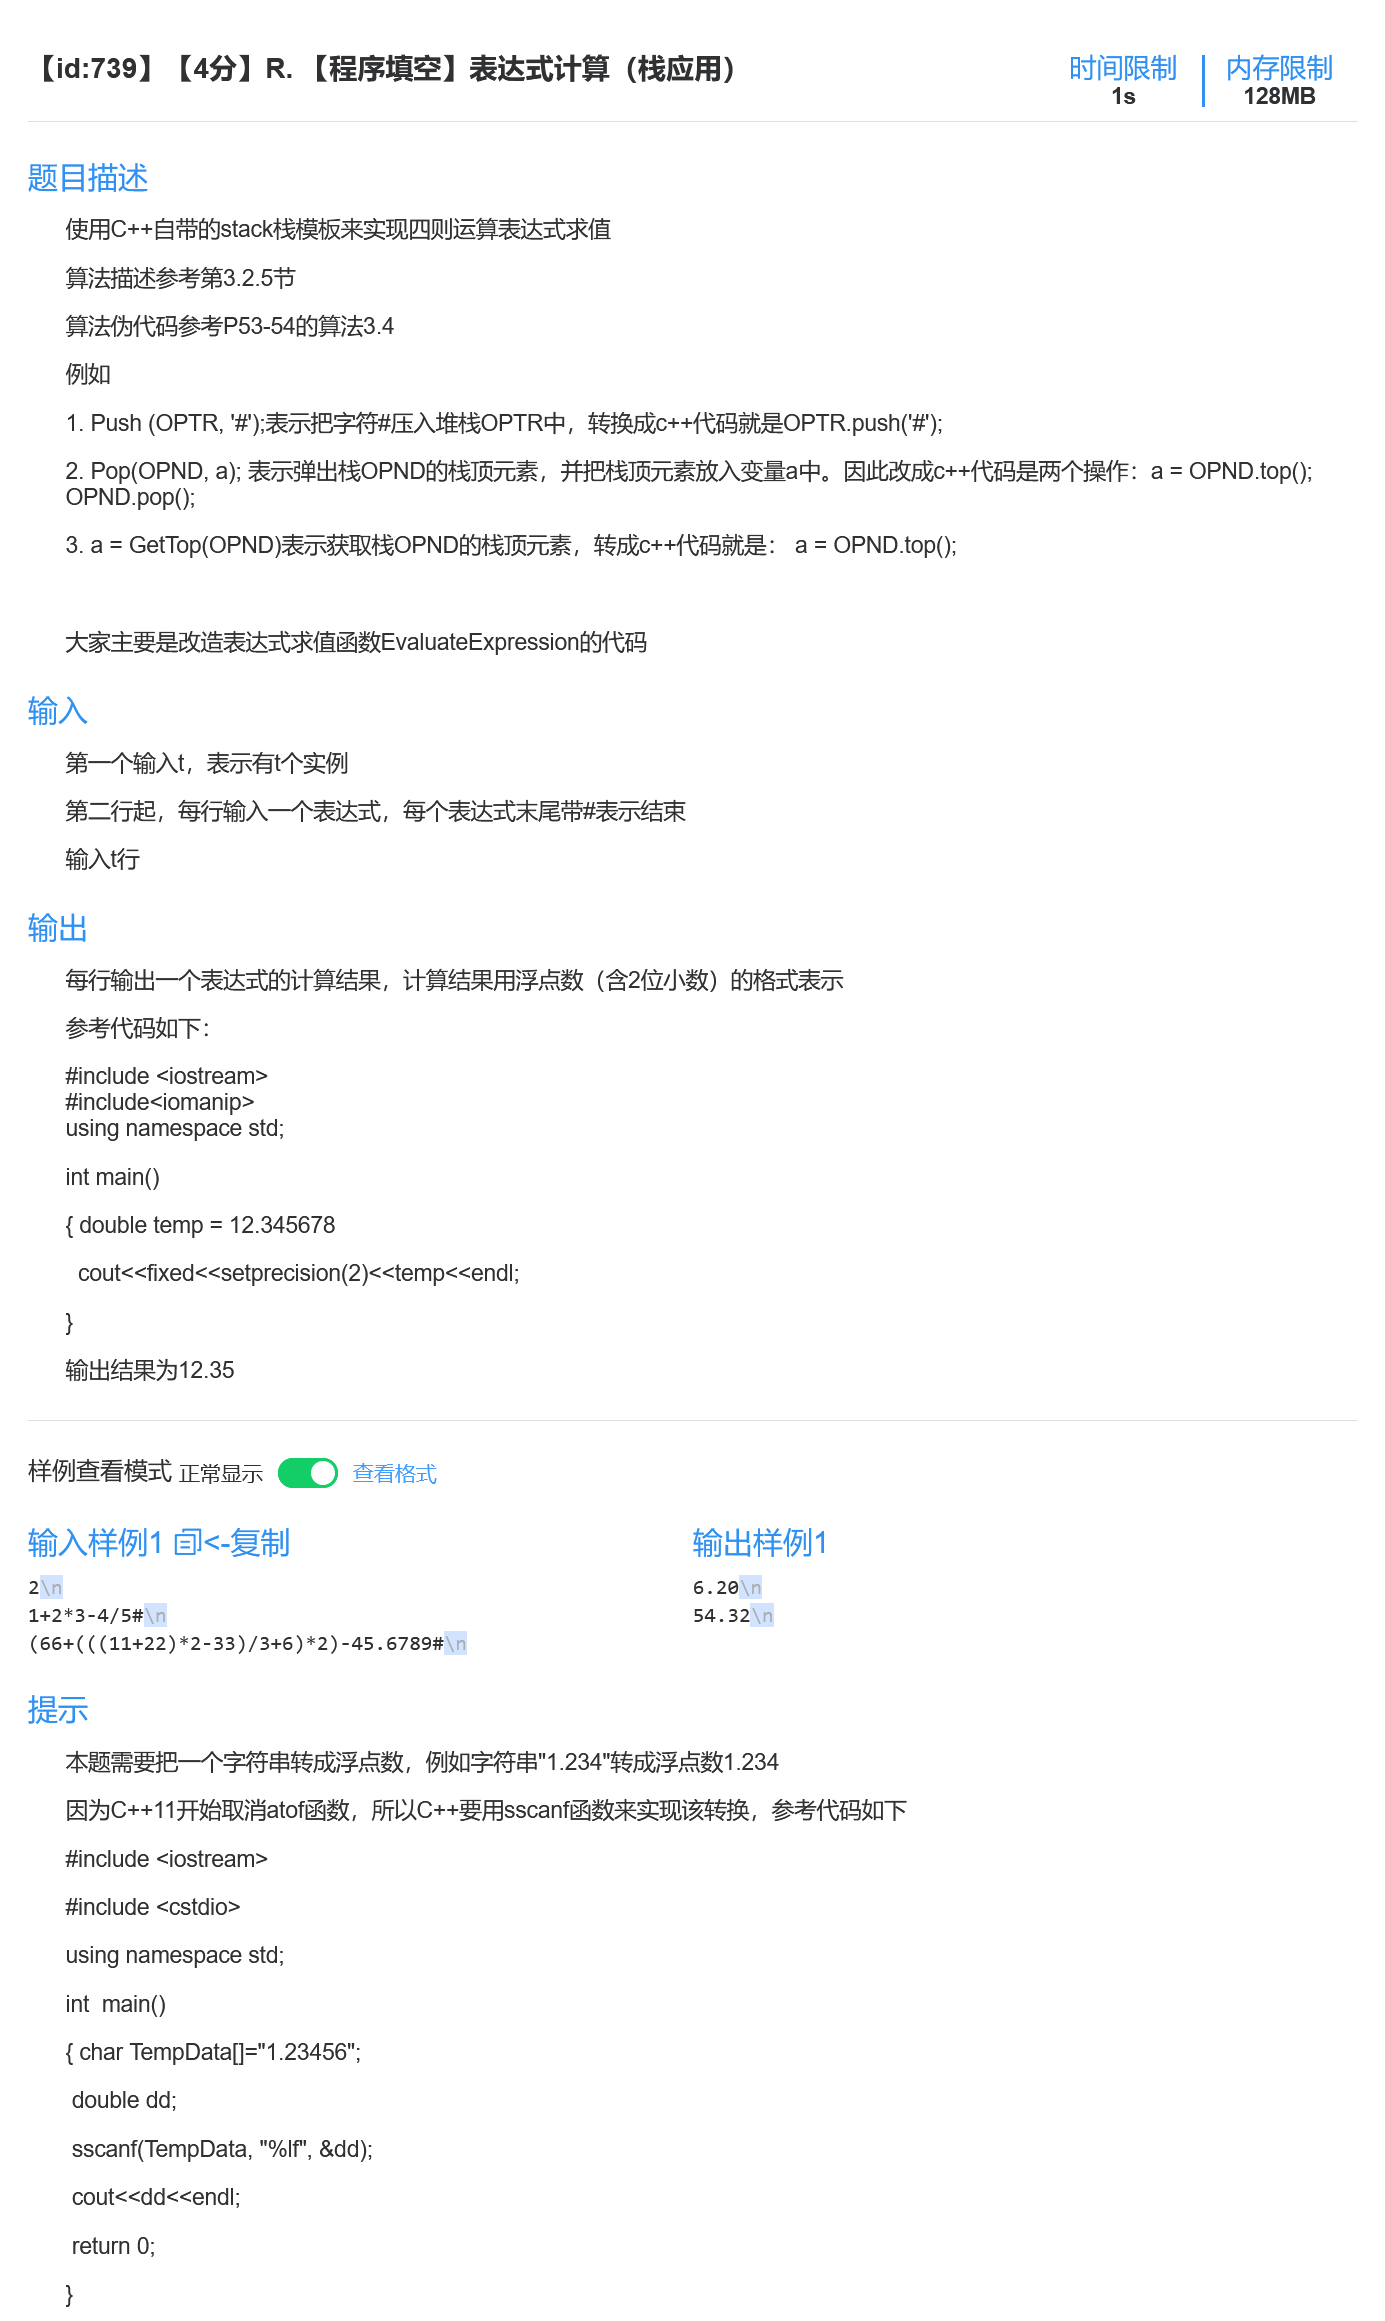 【id:739】【4分】R. 【程序填空】表达式计算（栈应用）
时间限制
1s
内存限制
128MB
题目描述
使用C++自带的stack栈模板来实现四则运算表达式求值
算法描述参考第3.2.5节
算法伪代码参考P53-54的算法3.4
例如
1. Push (OPTR, '#');表示把字符#压入堆栈OPTR中，转换成c++代码就是OPTR.push('#');
2. Pop(OPND, a); 表示弹出栈OPND的栈顶元素，并把栈顶元素放入变量a中。因此改成c++代码是两个操作：a = OPND.top();
OPND.pop();
3. a = GetTop(OPND)表示获取栈OPND的栈顶元素，转成c++代码就是： a = OPND.top();
大家主要是改造表达式求值函数EvaluateExpression的代码
输入
第一个输入t，表示有t个实例
第二行起，每行输入一个表达式，每个表达式末尾带#表示结束
输入t行
输出
每行输出一个表达式的计算结果，计算结果用浮点数（含2位小数）的格式表示
参考代码如下：
#include <iostream>
#include<iomanip>
using namespace std;
int main()
{ double temp = 12.345678
cout<<fixed<<setprecision(2)<<temp<<endl;
}
输出结果为12.35
样例查看模式 正常显示 查看格式
输入样例1 <-复制
2\n
1+2*3-4/5#\n
(66+(((11+22)*2-33)/3+6)*2)-45.6789#\n
输出样例1
6.20\n
54.32\n
提示
本题需要把一个字符串转成浮点数，例如字符串"1.234"转成浮点数1.234
因为C++11开始取消atof函数，所以C++要用sscanf函数来实现该转换，参考代码如下
#include <iostream>
#include <cstdio>
using namespace std;
int  main()
{ char TempData[]="1.23456";
double dd;
sscanf(TempData, "%lf", &dd);
cout<<dd<<endl;
return 0;
}